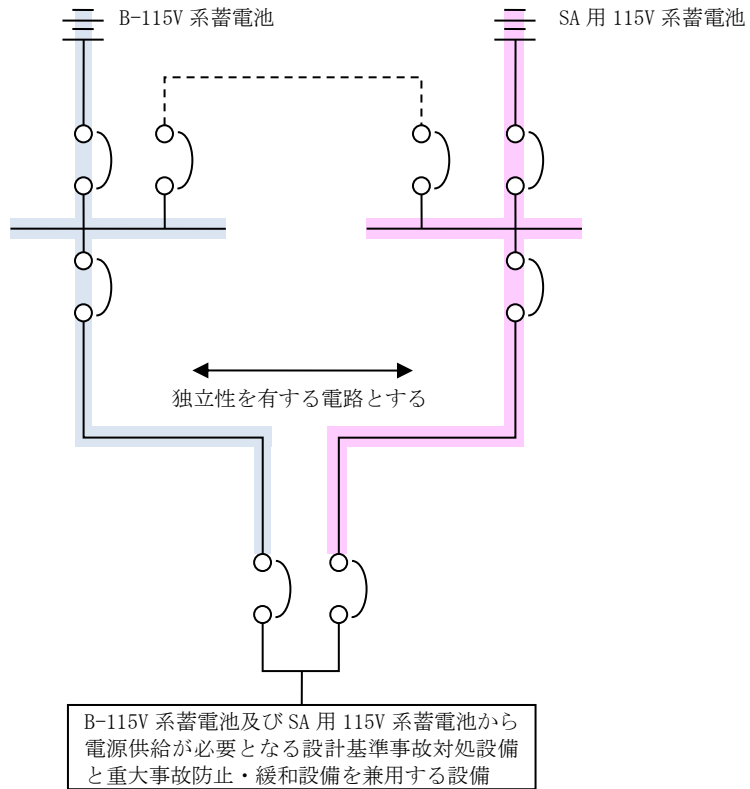 B-115V 系蓄電池
SA 用 115V 系蓄電池
独立性を有する電路とする
B-115V 系蓄電池及び SA 用 115V 系蓄電池から
電源供給が必要となる設計基準事故対処設備
と重大事故防止・緩和設備を兼用する設備